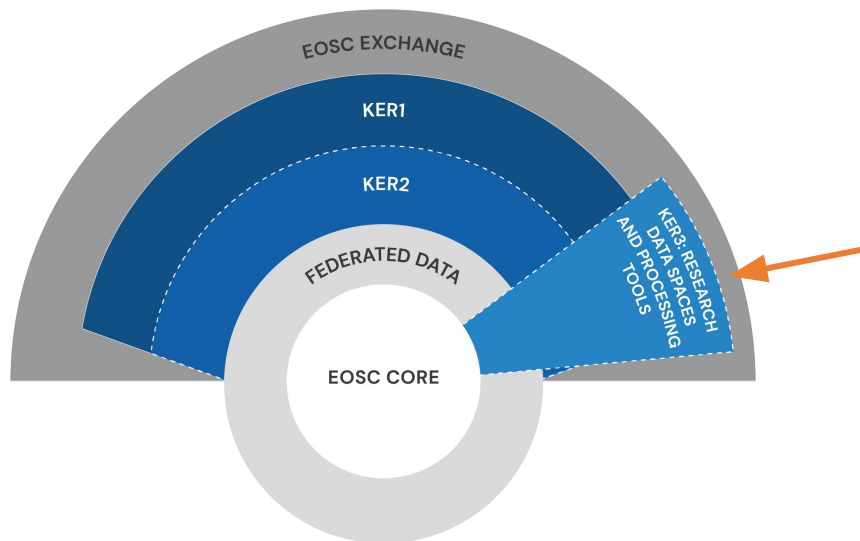 EOSC EXCHANGE
KER1
KER2
FEDERATED DATA
KER3: RESEARCH
DATA SPACES
AND PROCESSING
TOOLS
EOSC CORE